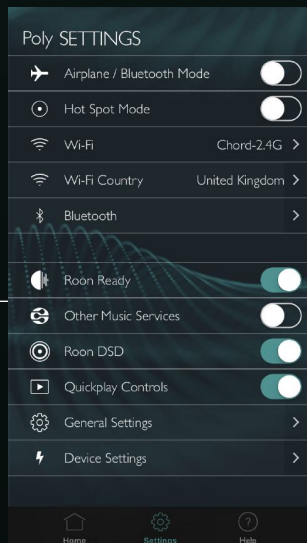 Poly SETTINGS
Airplane / Bluetooth Mode
Hot Spot Mode
Wi-Fi Chord-2.4G >
Wi-Fi Country United Kingdom >
Bluetooth >
Roon Ready
Other Music Services
Roon DSD
Quickplay Controls
General Settings >
Device Settings >
Home Settings Help